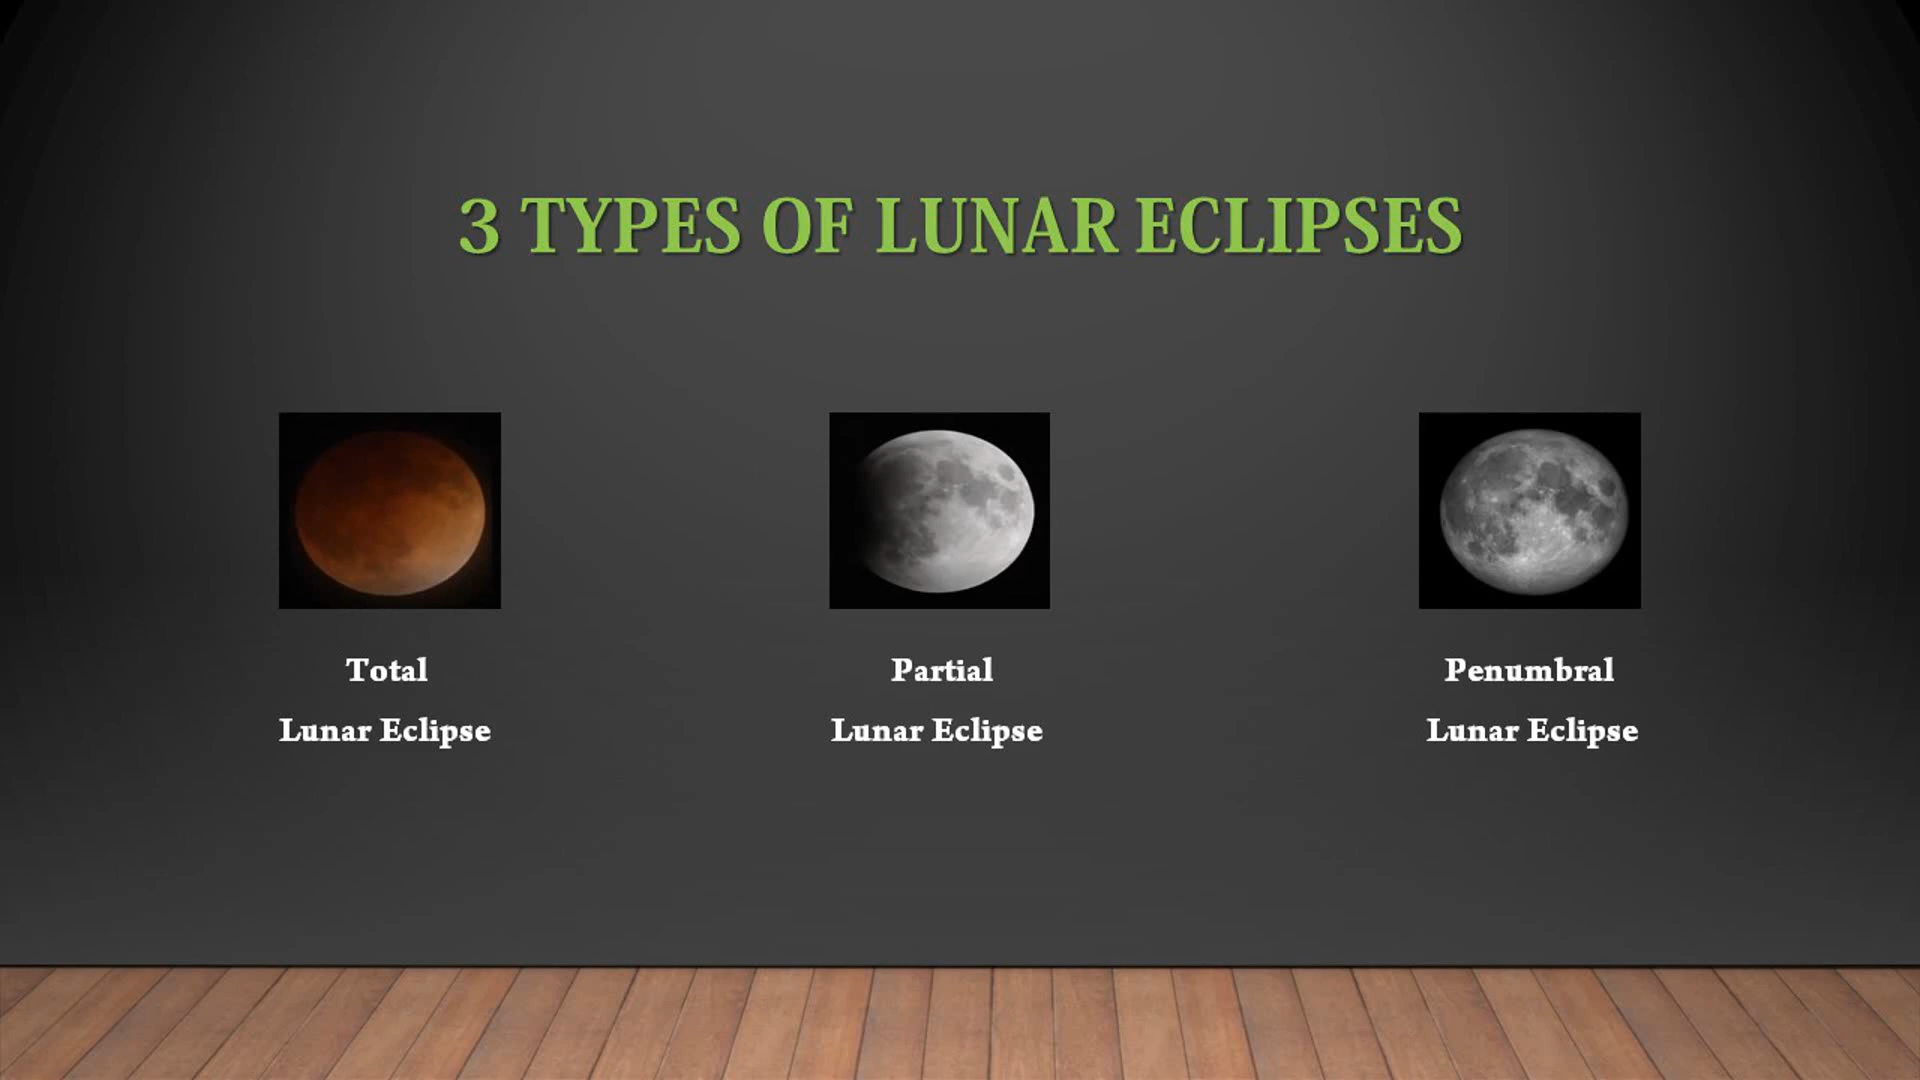 3 TYPES OF LUNAR ECLIPSES
Total
Lunar Eclipse
Partial
Lunar Eclipse
Penumbral
Lunar Eclipse